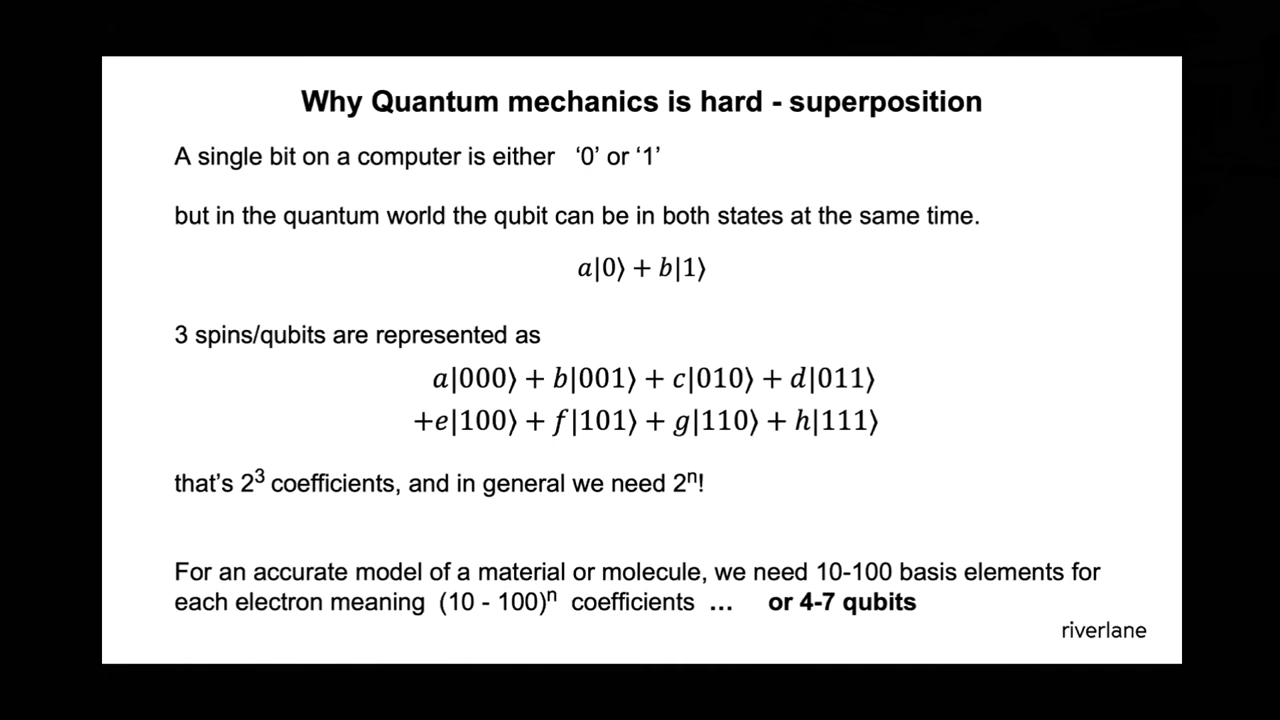 Why Quantum mechanics is hard - superposition
A single bit on a computer is either ‘0’ or ‘1’
but in the quantum world the qubit can be in both states at the same time.
a|0⟩ + b|1⟩
3 spins/qubits are represented as
a|000⟩ + b|001⟩ + c|010⟩ + d|011⟩
+e|100⟩ + f|101⟩ + g|110⟩ + h|111⟩
that’s 2³ coefficients, and in general we need 2ⁿ!
For an accurate model of a material or molecule, we need 10-100 basis elements for
each electron meaning (10 - 100)ⁿ coefficients ... or 4-7 qubits
riverlane